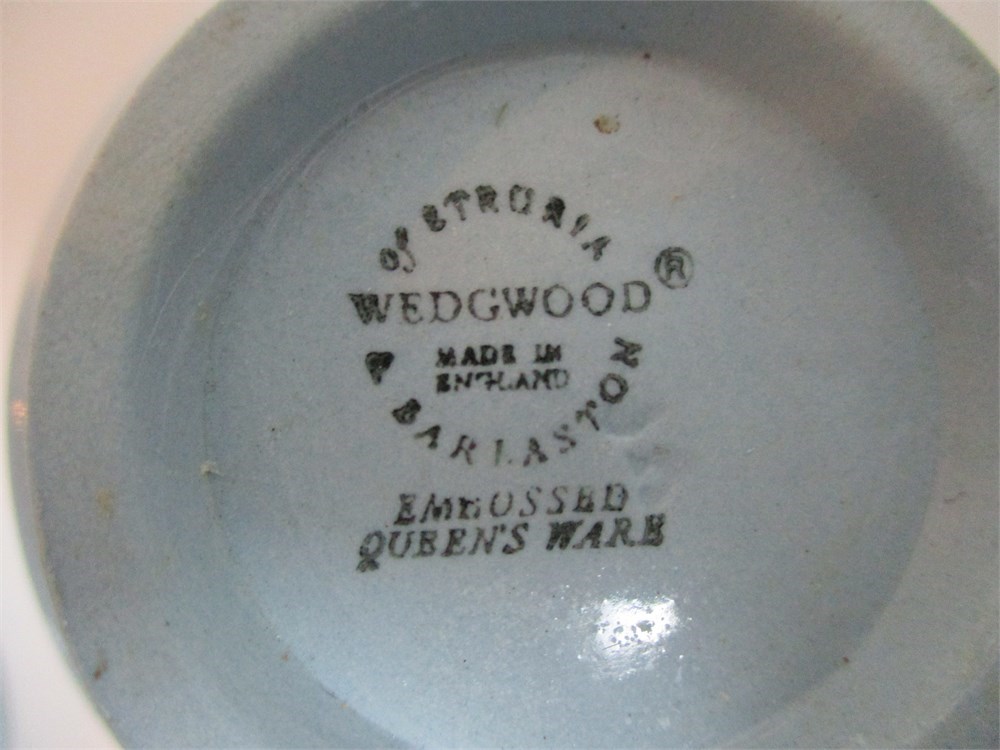 of ETRURIA
WEDGWOOD®
MADE IN
ENGLAND
& BARLASTON
EMBOSSED
QUEEN'S WARE